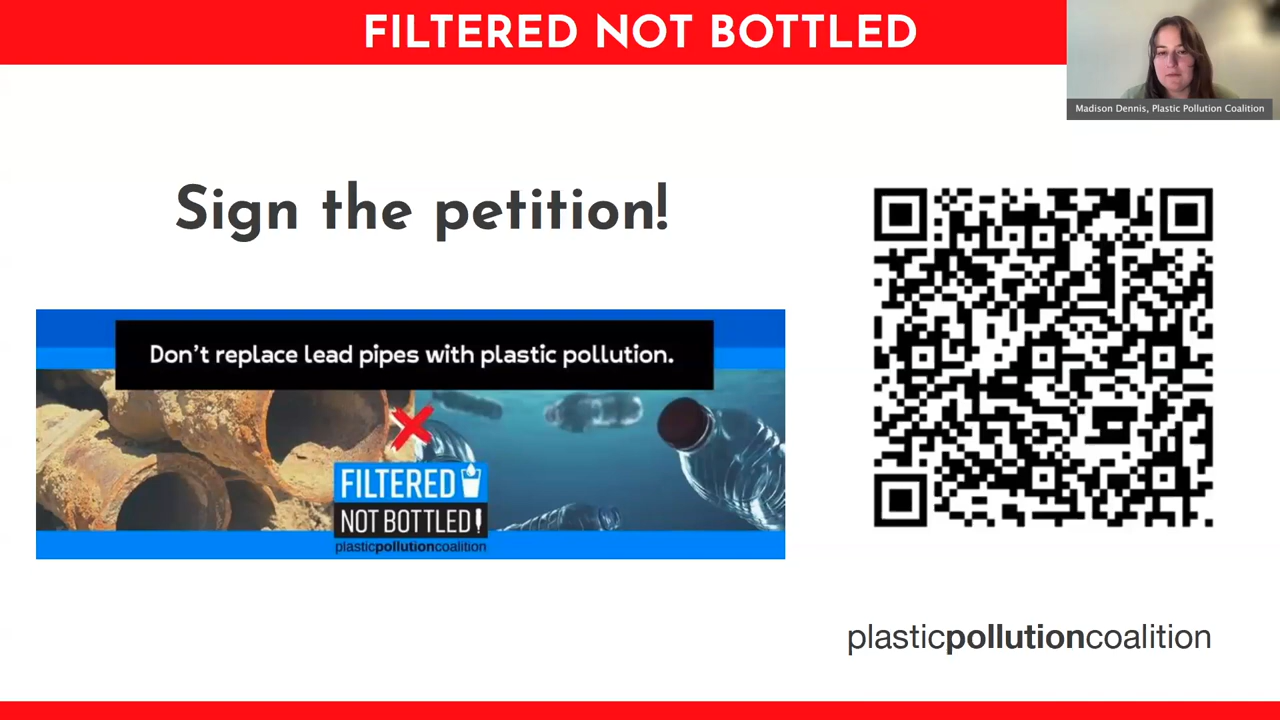 FILTERED NOT BOTTLED
Madison Dennis, Plastic Pollution Coalition
Sign the petition!
Don't replace lead pipes with plastic pollution.
FILTERED
NOT BOTTLED!
plasticpollutioncoalition
plasticpollutioncoalition